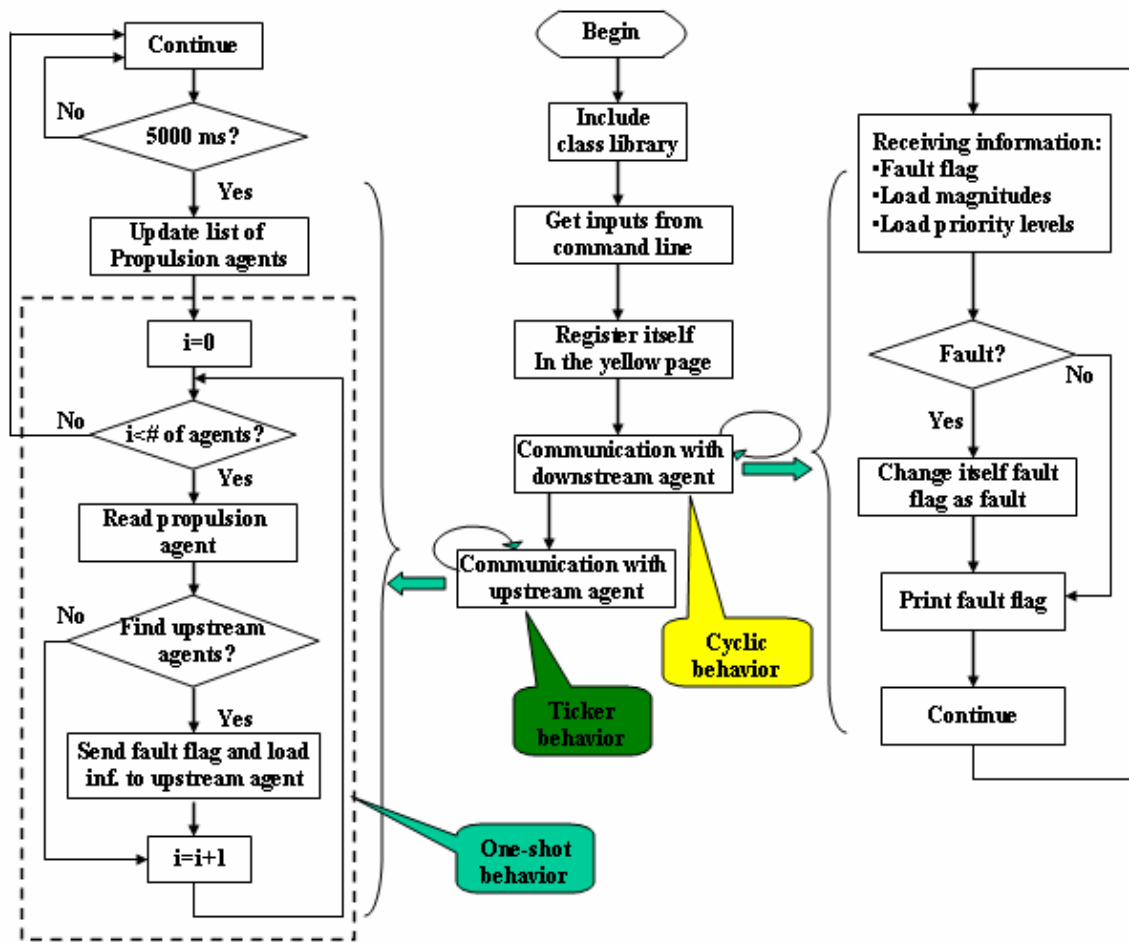 Continue
No
5000 ms?
Yes
Update list of
Propulsion agents
i=0
No
i<# of agents?
Yes
Read propulsion
agent
No
Find upstream
agents?
Yes
Send fault flag and load
inf. to upstream agent
i=i+1
Begin
Include
class library
Get inputs from
command line
Register itself
In the yellow page
Communication with
downstream agent
Communication with
upstream agent
Cyclic
behavior
Ticker
behavior
One-shot
behavior
Receiving information:
▪Fault flag
▪Load magnitudes
▪Load priority levels
Fault?
No
Yes
Change itself fault
flag as fault
Print fault flag
Continue